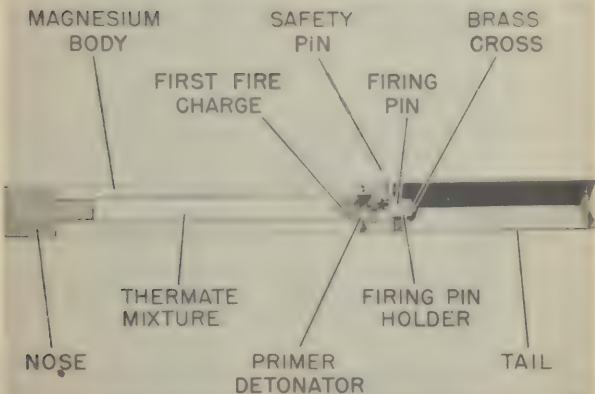 MAGNESIUM
BODY
SAFETY
PiN
BRASS
CROSS
FIRST FIRE
CHARGE
FIRING
PIN
THERMATE
MIXTURE
FIRING PIN
HOLDER
NOSE
PRIMER
DETONATOR
TAIL